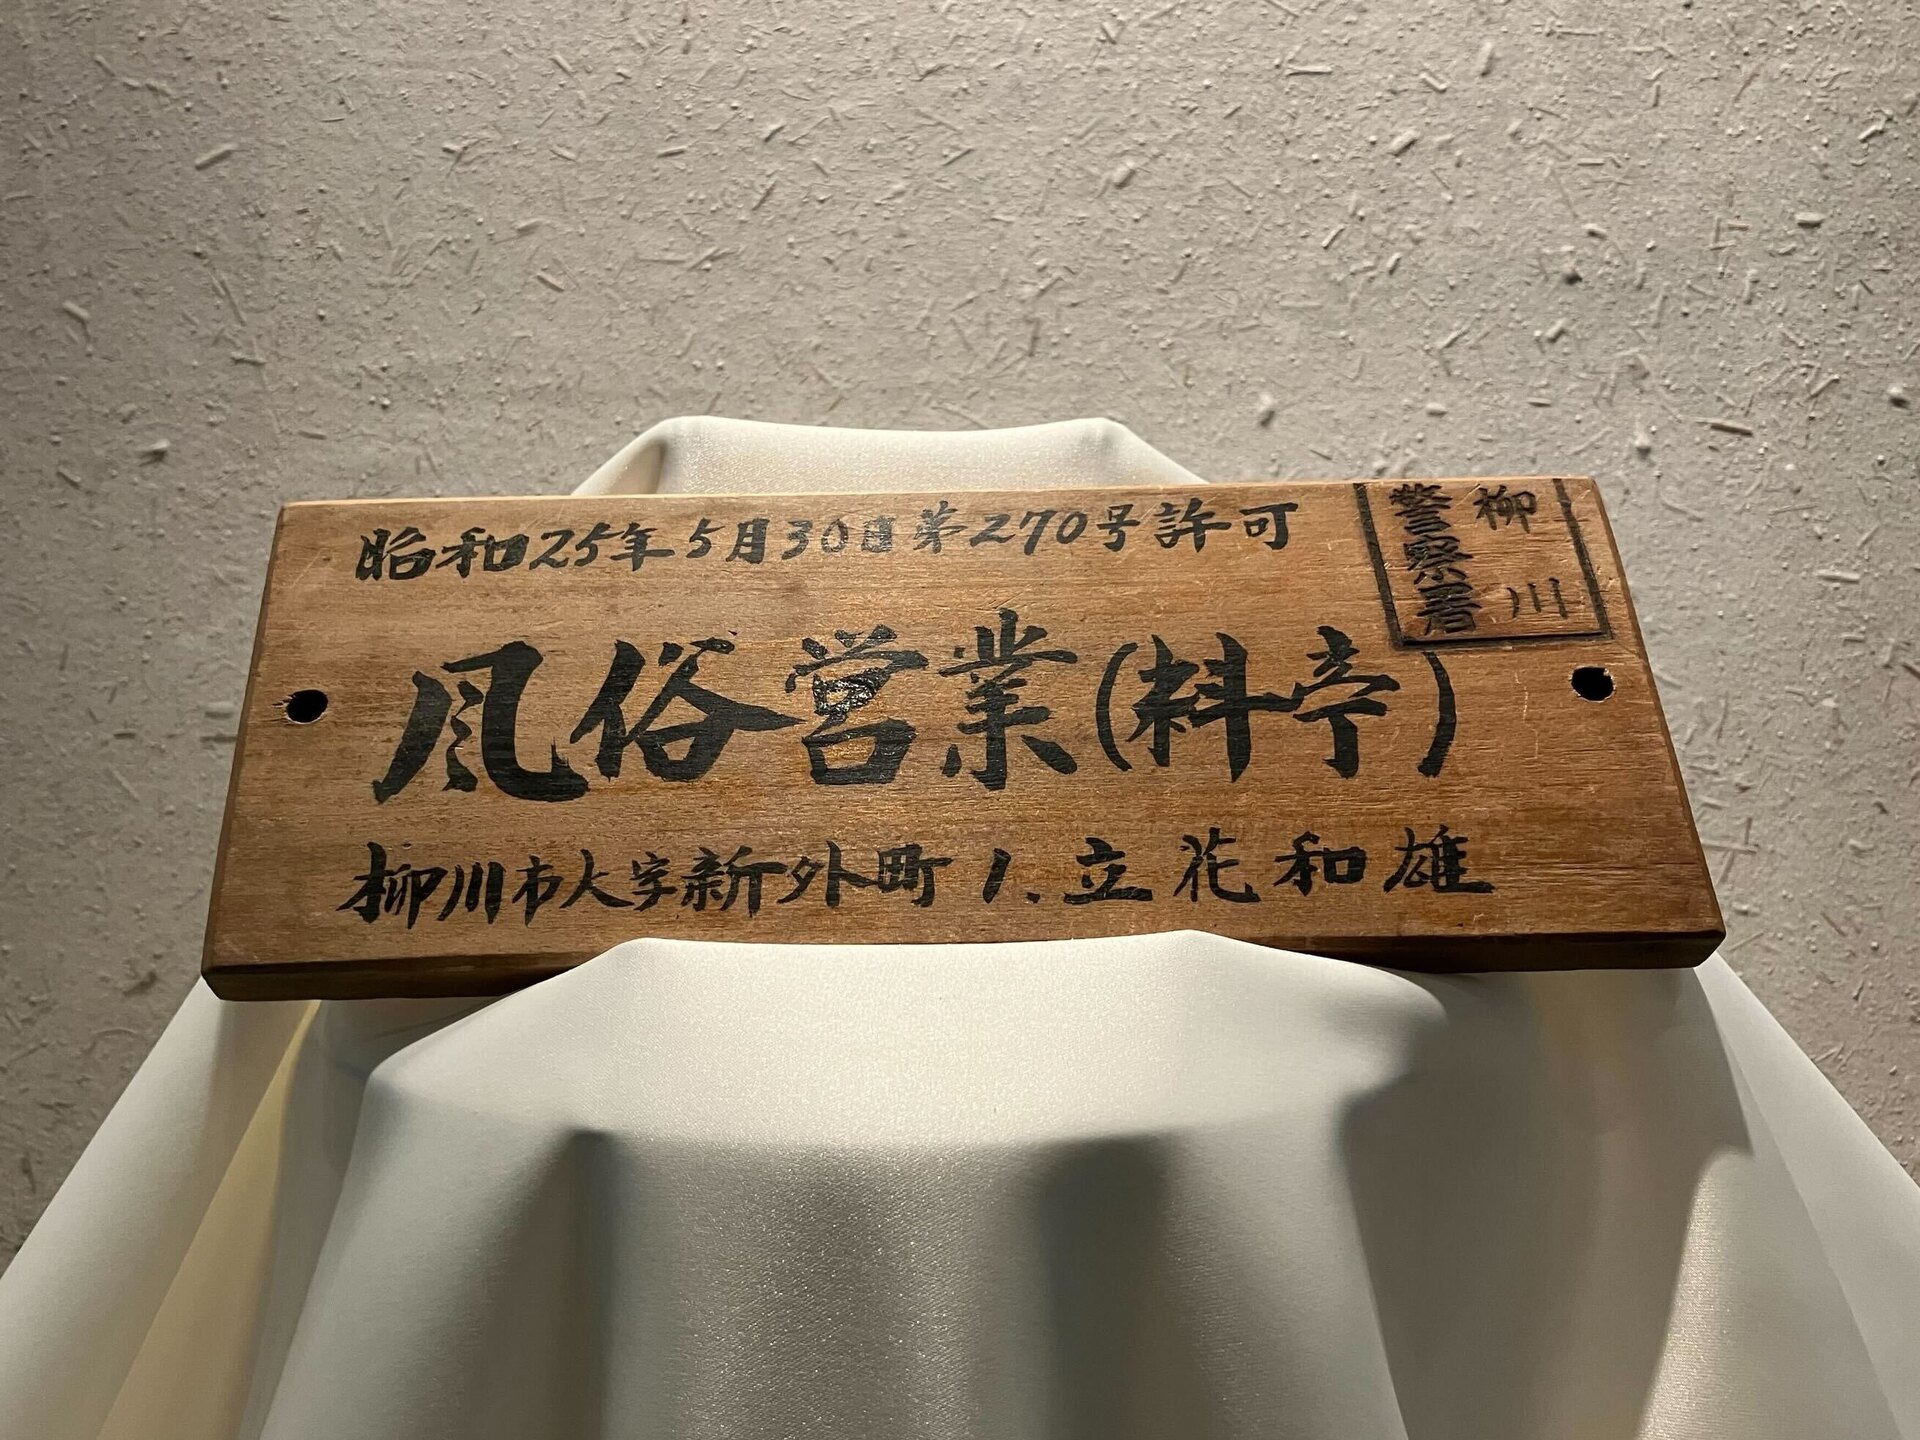 昭和25年5月30日第270号許可
柳川
警察署
风俗営業(料亭)
柳川市大字新外町1.立花和雄